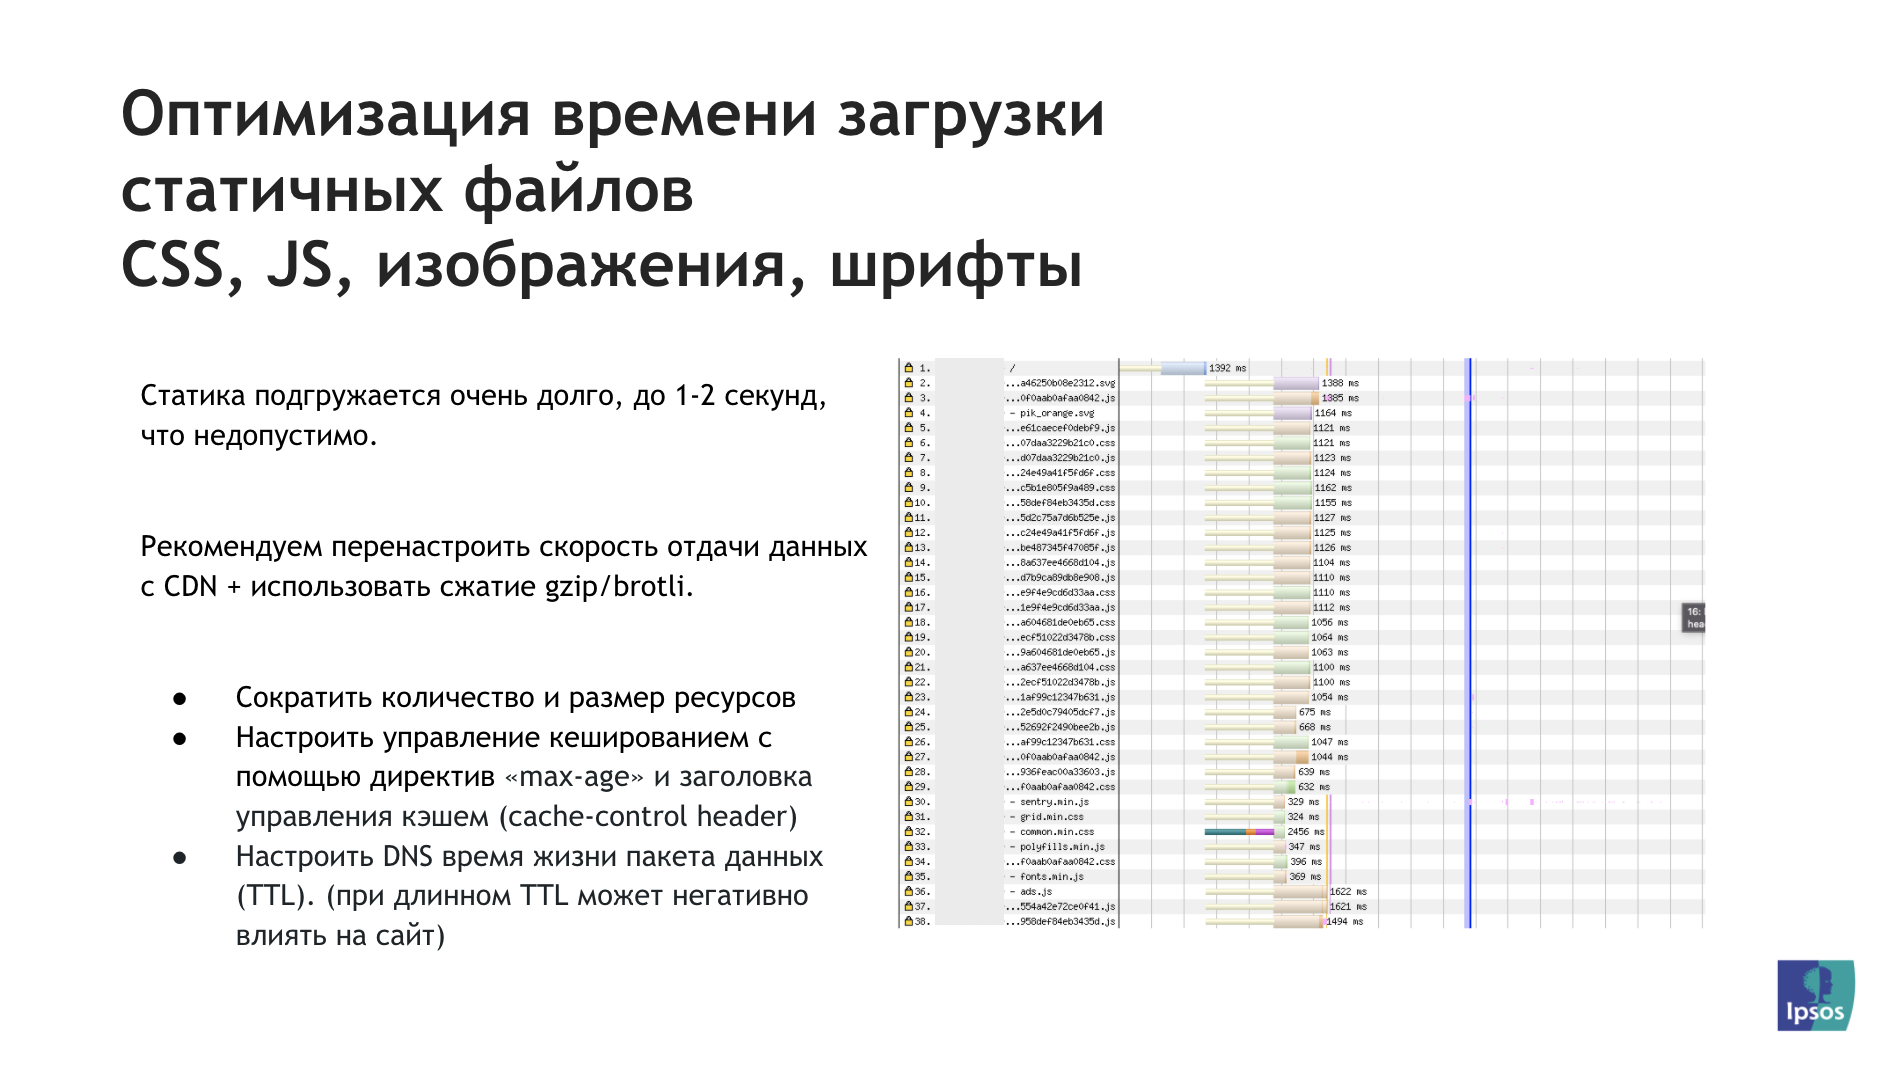 Оптимизация времени загрузки
статичных файлов
CSS, JS, изображения, шрифты
Статика подгружается очень долго, до 1-2 секунд,
что недопустимо.
Рекомендуем перенастроить скорость отдачи данных
с CDN + использовать сжатие gzip/brotli.
● Сократить количество и размер ресурсов
● Настроить управление кешированием с
помощью директив «max-age» и заголовка
управления кэшем (cache-control header)
● Настроить DNS время жизни пакета данных
(TTL). (при длинном TTL может негативно
влиять на сайт)
1. / 1392 ms
2. ...a46250b08e2312.svg 1388 ms
3. ...0f0aab0afaa0842.js 1385 ms
4. - pik_orange.svg 1164 ms
5. ...e61caecef0debf9.js 1121 ms
6. ...07daa3229b21c0.css 1121 ms
7. ...d07daa3229b21c0.js 1123 ms
8. ...24e49a41f5fd6f.css 1124 ms
9. ...c5b1e805f9a489.css 1162 ms
10. ...58def84eb3435d.css 1155 ms
11. ...5d2c75a7d6b525e.js 1127 ms
12. ...c24e49a41f5fd6f.js 1125 ms
13. ...be487345f47085f.js 1126 ms
14. ...8a637ee4668d104.js 1104 ms
15. ...d7b9ca89db8e908.js 1110 ms
16. ...e9f4e9cd6d33aa.css 1110 ms
17. ...1e9f4e9cd6d33aa.js 1112 ms
18. ...a604681de0eb65.css 1056 ms
19. ...ecf51022d3478b.css 1064 ms
20. ...9a604681de0eb65.js 1063 ms
21. ...a637ee4668d104.css 1100 ms
22. ...2ecf51022d3478b.js 1100 ms
23. ...1af99c12347b631.js 1054 ms
24. ...2e5d0c79405dcf7.js 675 ms
25. ...52692f2490bee2b.js 668 ms
26. ...af99c12347b631.css 1047 ms
27. ...0f0aab0afaa0842.js 1044 ms
28. ...936feac00a33603.js 639 ms
29. ...f0aab0afaa0842.css 632 ms
30. - sentry.min.js 329 ms
31. - grid.min.css 324 ms
32. - common.min.css 2456 ms
33. - polyfills.min.js 347 ms
34. ...f0aab0afaa0842.css 396 ms
35. - fonts.min.js 369 ms
36. - ads.js 1622 ms
37. ...554a42e72ce0f41.js 1621 ms
38. ...958def84eb3435d.js 1494 ms
16:
hea
Ipsos